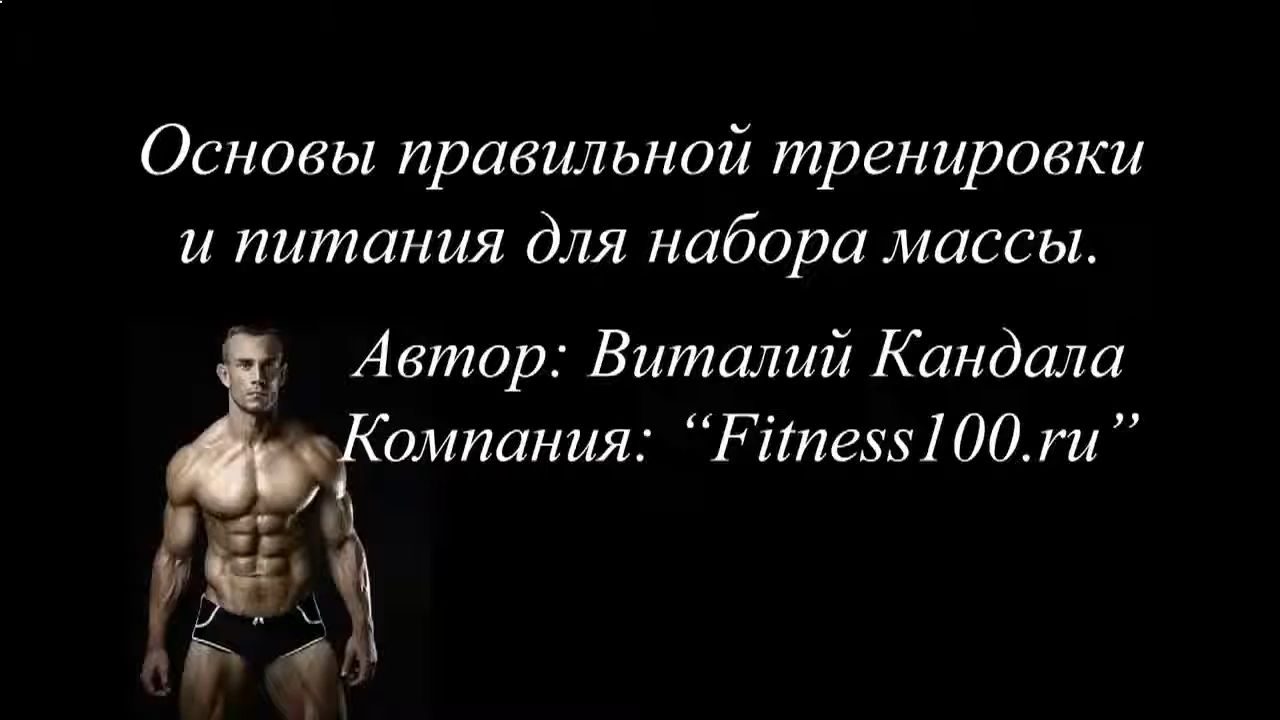 Основы правильной тренировки
и питания для набора массы.
Автор: Виталий Кандала
Компания: “Fitness100.ru”